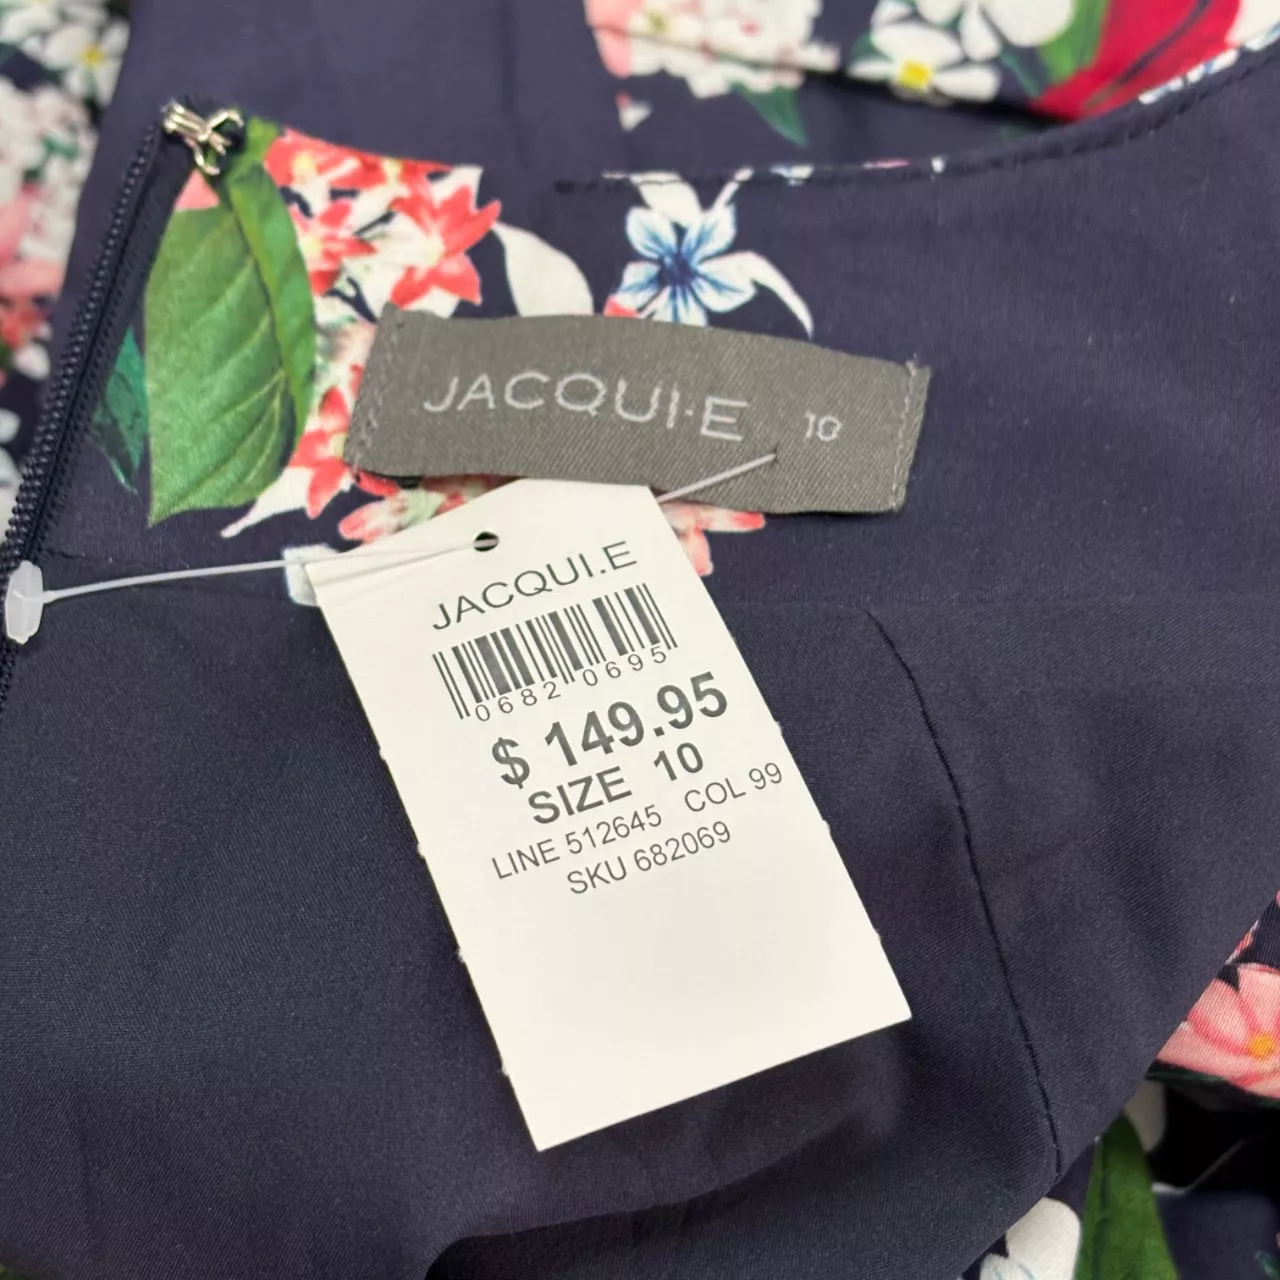 JACQUI·E 10
JACQUI.E
0682 0695
$ 149.95
SIZE 10
LINE 512645 COL 99
SKU 682069